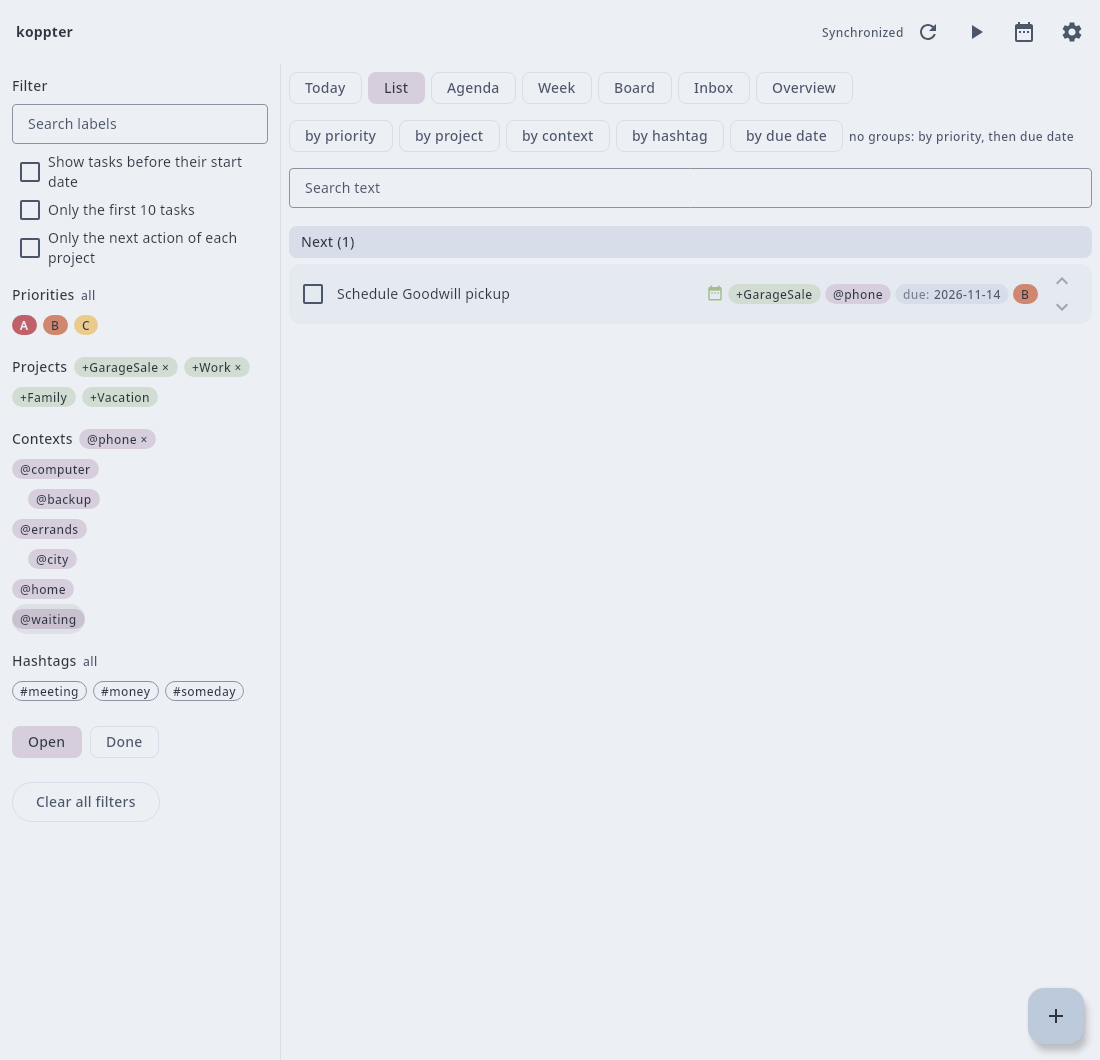 koppter
Synchronized
Filter
Search labels
Show tasks before their start
date
Only the first 10 tasks
Only the next action of each
project
Priorities all
A B C
Projects +GarageSale × +Work ×
+Family +Vacation
Contexts @phone ×
@computer
@backup
@errands
@city
@home
@waiting
Hashtags all
#meeting #money #someday
Open Done
Clear all filters
Today List Agenda Week Board Inbox Overview
by priority by project by context by hashtag by due date no groups: by priority, then due date
Search text
Next (1)
Schedule Goodwill pickup +GarageSale @phone due: 2026-11-14 B
+